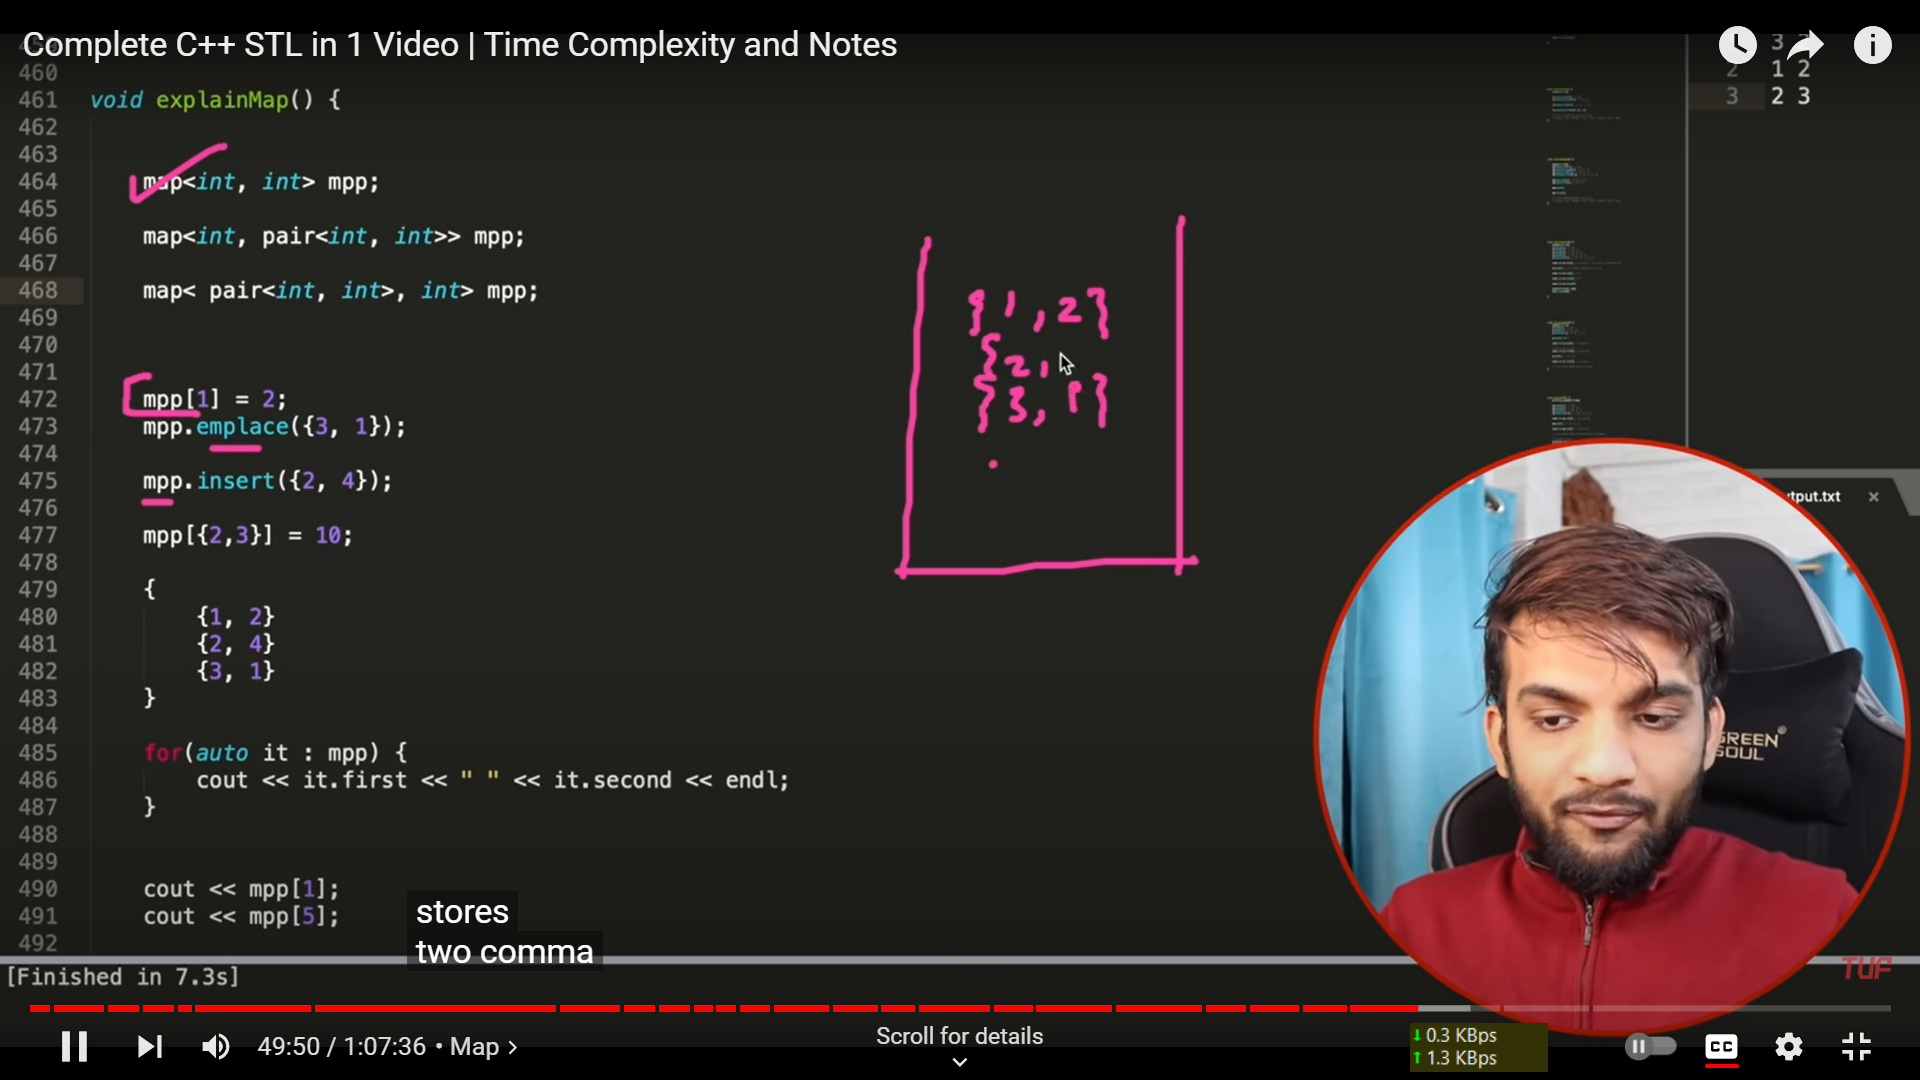 Complete C++ STL in 1 Video | Time Complexity and Notes
460
461 void explainMap() {
462
463
464 map<int, int> mpp;
465
466 map<int, pair<int, int>> mpp;
467
468 map< pair<int, int>, int> mpp;
469
470
471
472 mpp[1] = 2;
473 mpp.emplace({3, 1});
474
475 mpp.insert({2, 4});
476
477 mpp[{2,3}] = 10;
478
479 {
480 {1, 2}
481 {2, 4}
482 {3, 1}
483 }
484
485 for(auto it : mpp) {
486 cout << it.first << " " << it.second << endl;
487 }
488
489
490 cout << mpp[1];
491 cout << mpp[5];
492
{1,2}
{2,
{3,1}
3
2 1 2
3 2 3
tput.txt ×
GREEN
SOUL
stores
two comma
[Finished in 7.3s]
TUF
49:50 / 1:07:36 • Map >
Scroll for details
0.3 KBps
1.3 KBps
CC